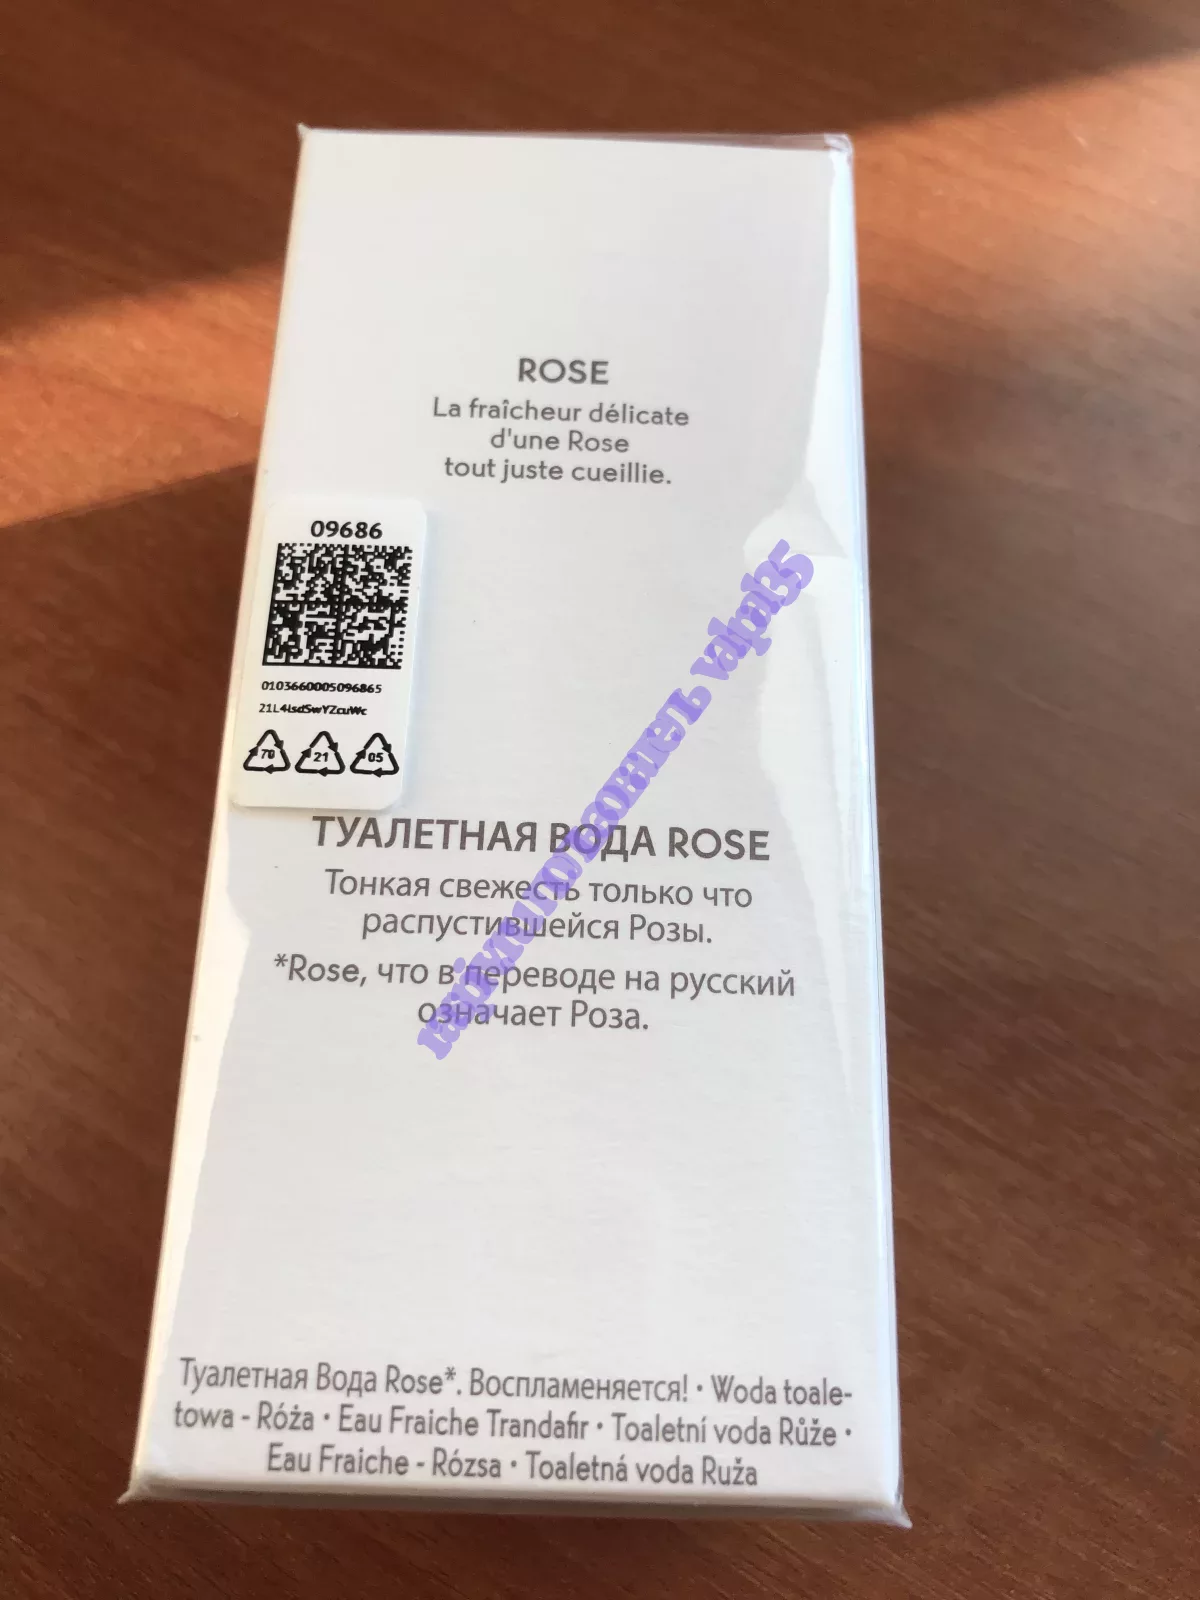 ROSE
La fraîcheur délicate
d'une Rose
tout juste cueillie.
09686
0103660005096865
21L4lsdSwYZcuWc
70 21 05
ТУАЛЕТНАЯ ВОДА ROSE
Тонкая свежесть только что
распустившейся Розы.
*Rose, что в переводе на русский
означает Роза.
Туалетная Вода Rose*. Воспламеняется! • Woda toale-
towa - Róża • Eau Fraiche Trandafir • Toaletní voda Růže •
Eau Fraiche - Rózsa • Toaletná voda Ruža